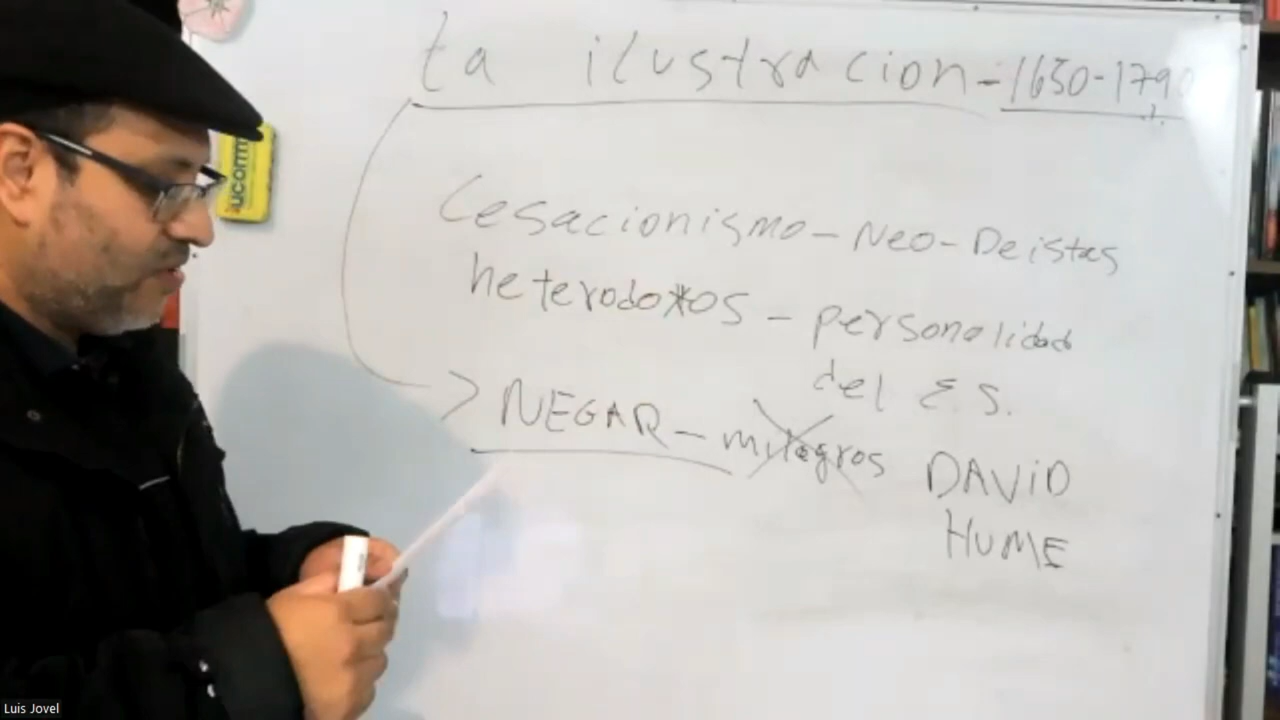 La ilustracion - 1650-1790
Cesacionismo - Neo-Deistas
heterodoxos - personalidad
del E S.
> NEGAR - milagros
DAVID
HUME
Luis Jovel